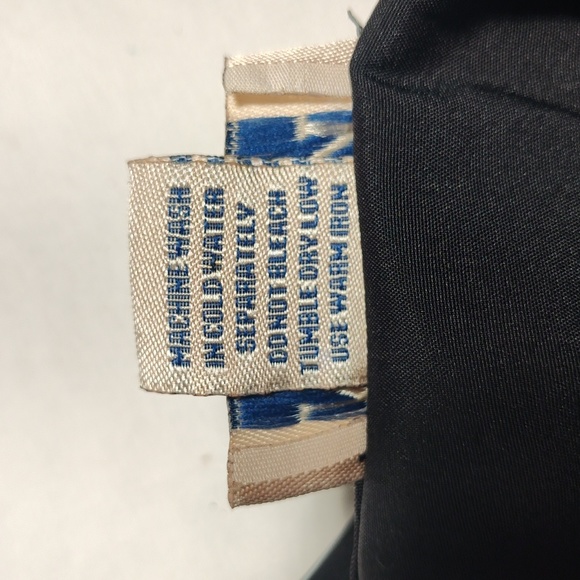 MACHINE WASH
IN COLD WATER
SEPARATELY
DO NOT BLEACH
TUMBLE DRY LOW
USE WARM IRON